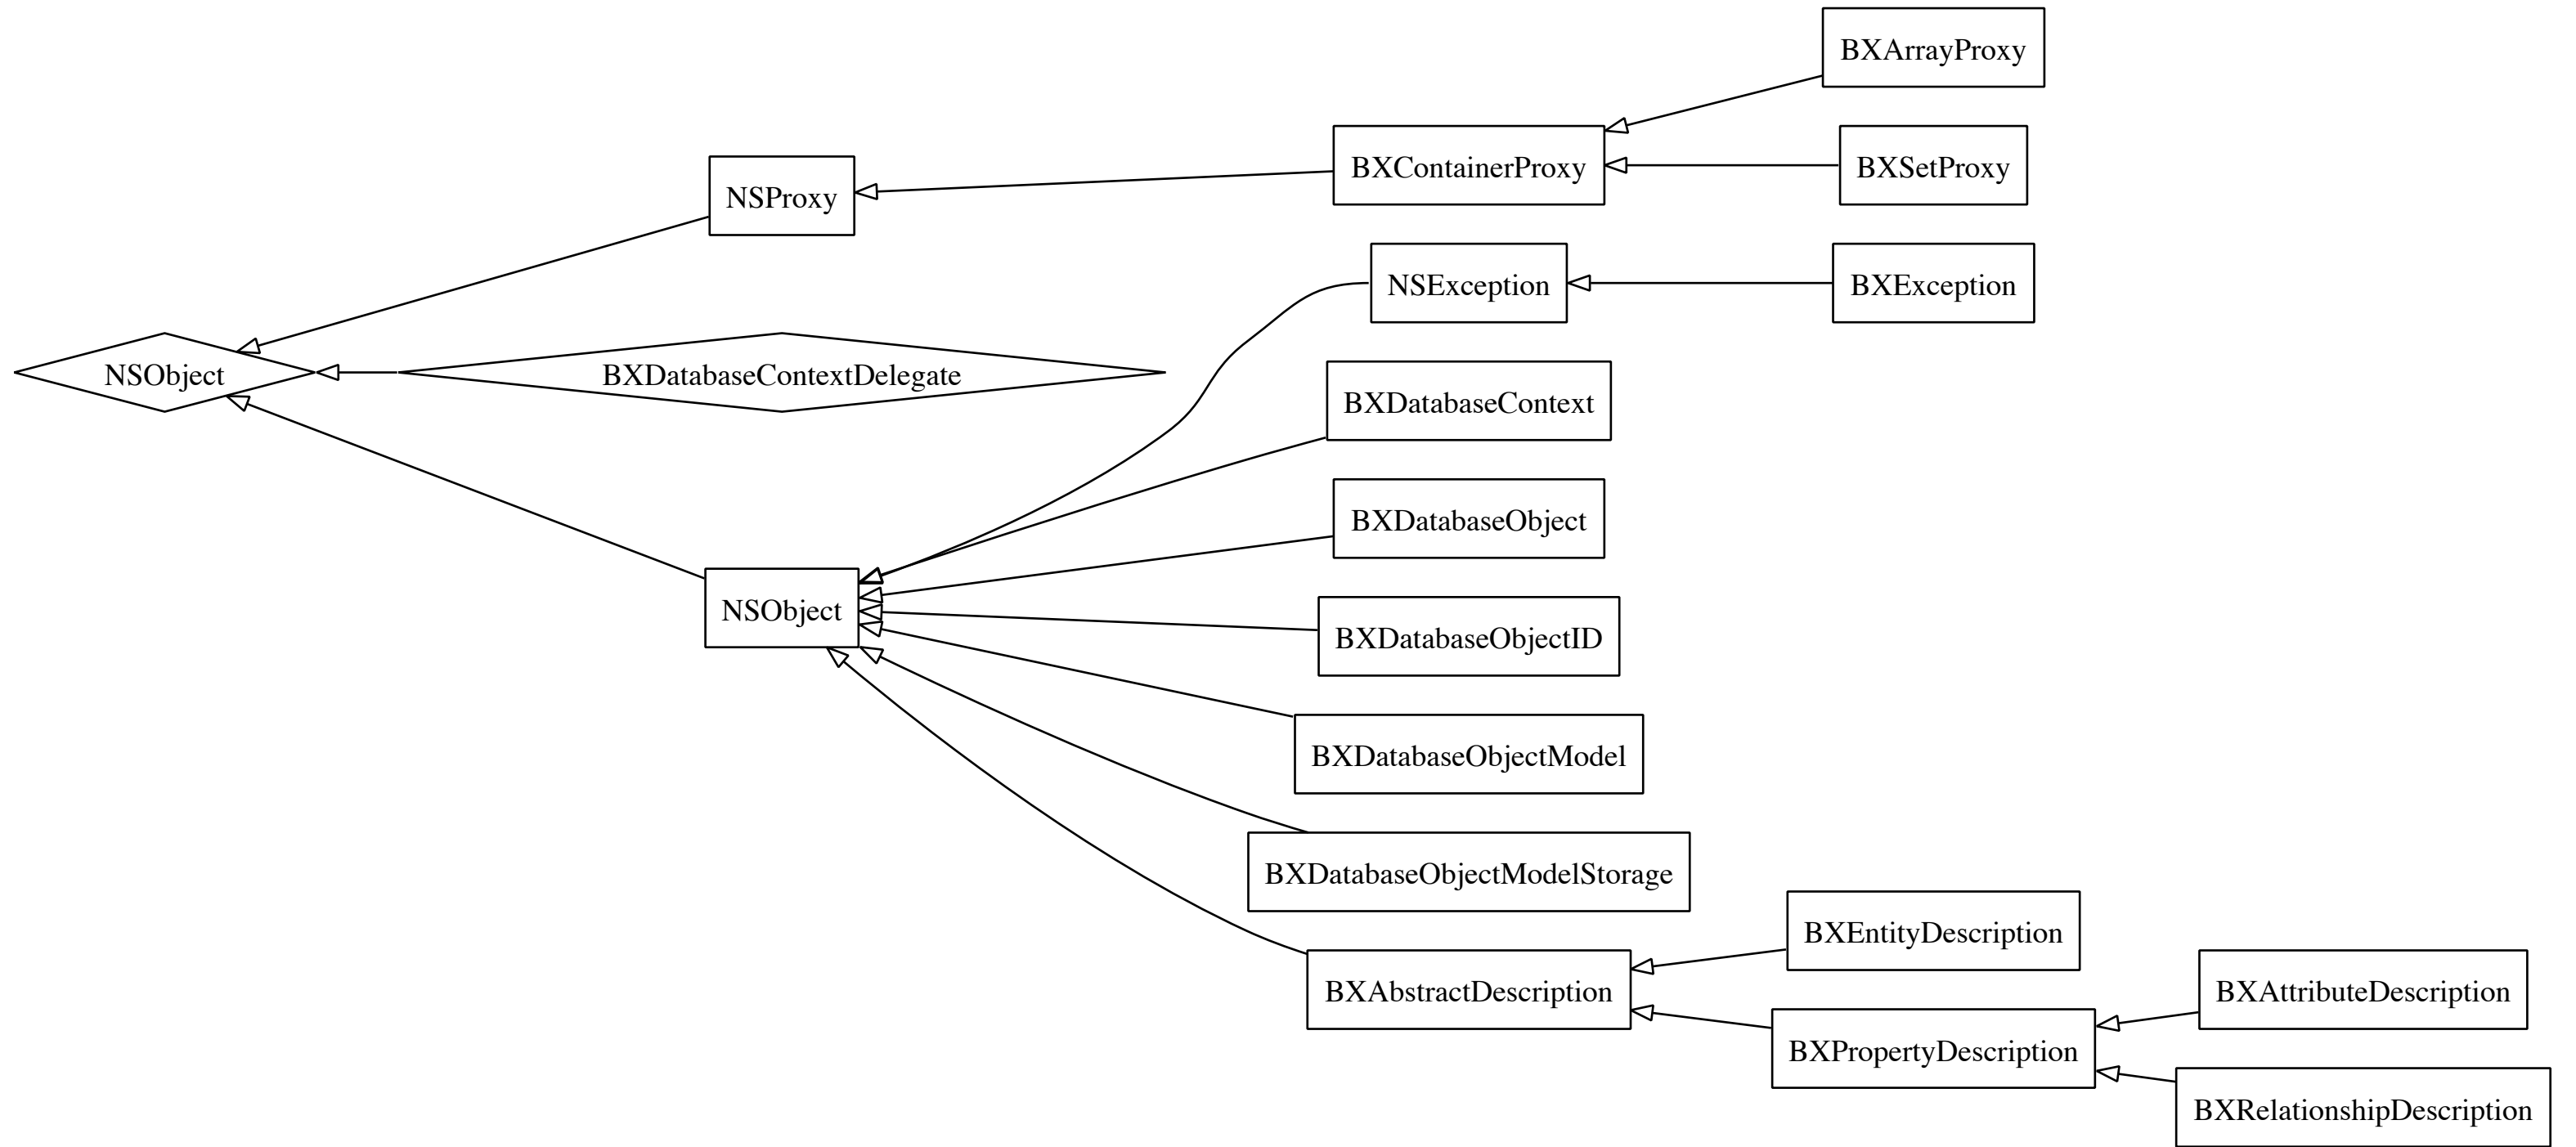 BXArrayProxy
BXContainerProxy
BXSetProxy
NSProxy
NSException
BXException
NSObject
BXDatabaseContextDelegate
BXDatabaseContext
BXDatabaseObject
NSObject
BXDatabaseObjectID
BXDatabaseObjectModel
BXDatabaseObjectModelStorage
BXEntityDescription
BXAbstractDescription
BXAttributeDescription
BXPropertyDescription
BXRelationshipDescription